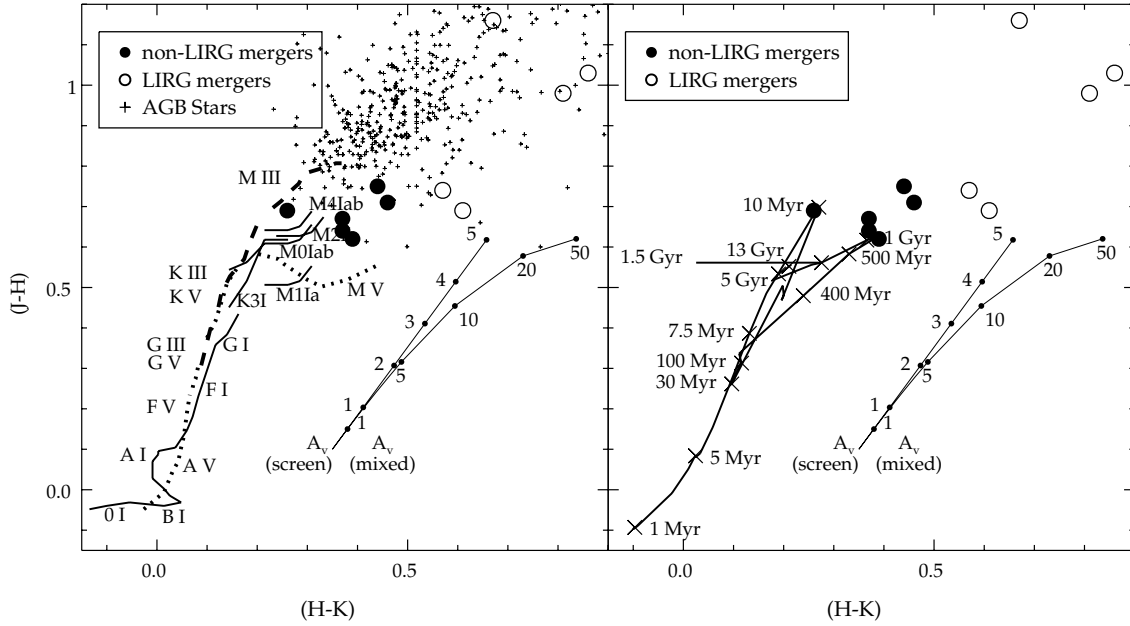 non-LIRG mergers
LIRG mergers
AGB Stars
M III
M4Iab
M0Iab
M1Ia
M V
K III
K V
K3I
G III
G V
G I
F V
F I
A I
A V
0 I
B I
5
4
3
2
1
50
20
10
5
1
A_v
(screen)
A_v
(mixed)
1
0.5
0.0
0.0
0.5
(J-H)
(H-K)
non-LIRG mergers
LIRG mergers
10 Myr
1.5 Gyr
13 Gyr
5 Gyr
1 Gyr
500 Myr
400 Myr
7.5 Myr
100 Myr
30 Myr
5 Myr
1 Myr
5
4
3
2
1
50
20
10
5
1
A_v
(screen)
A_v
(mixed)
0.0
0.5
(H-K)